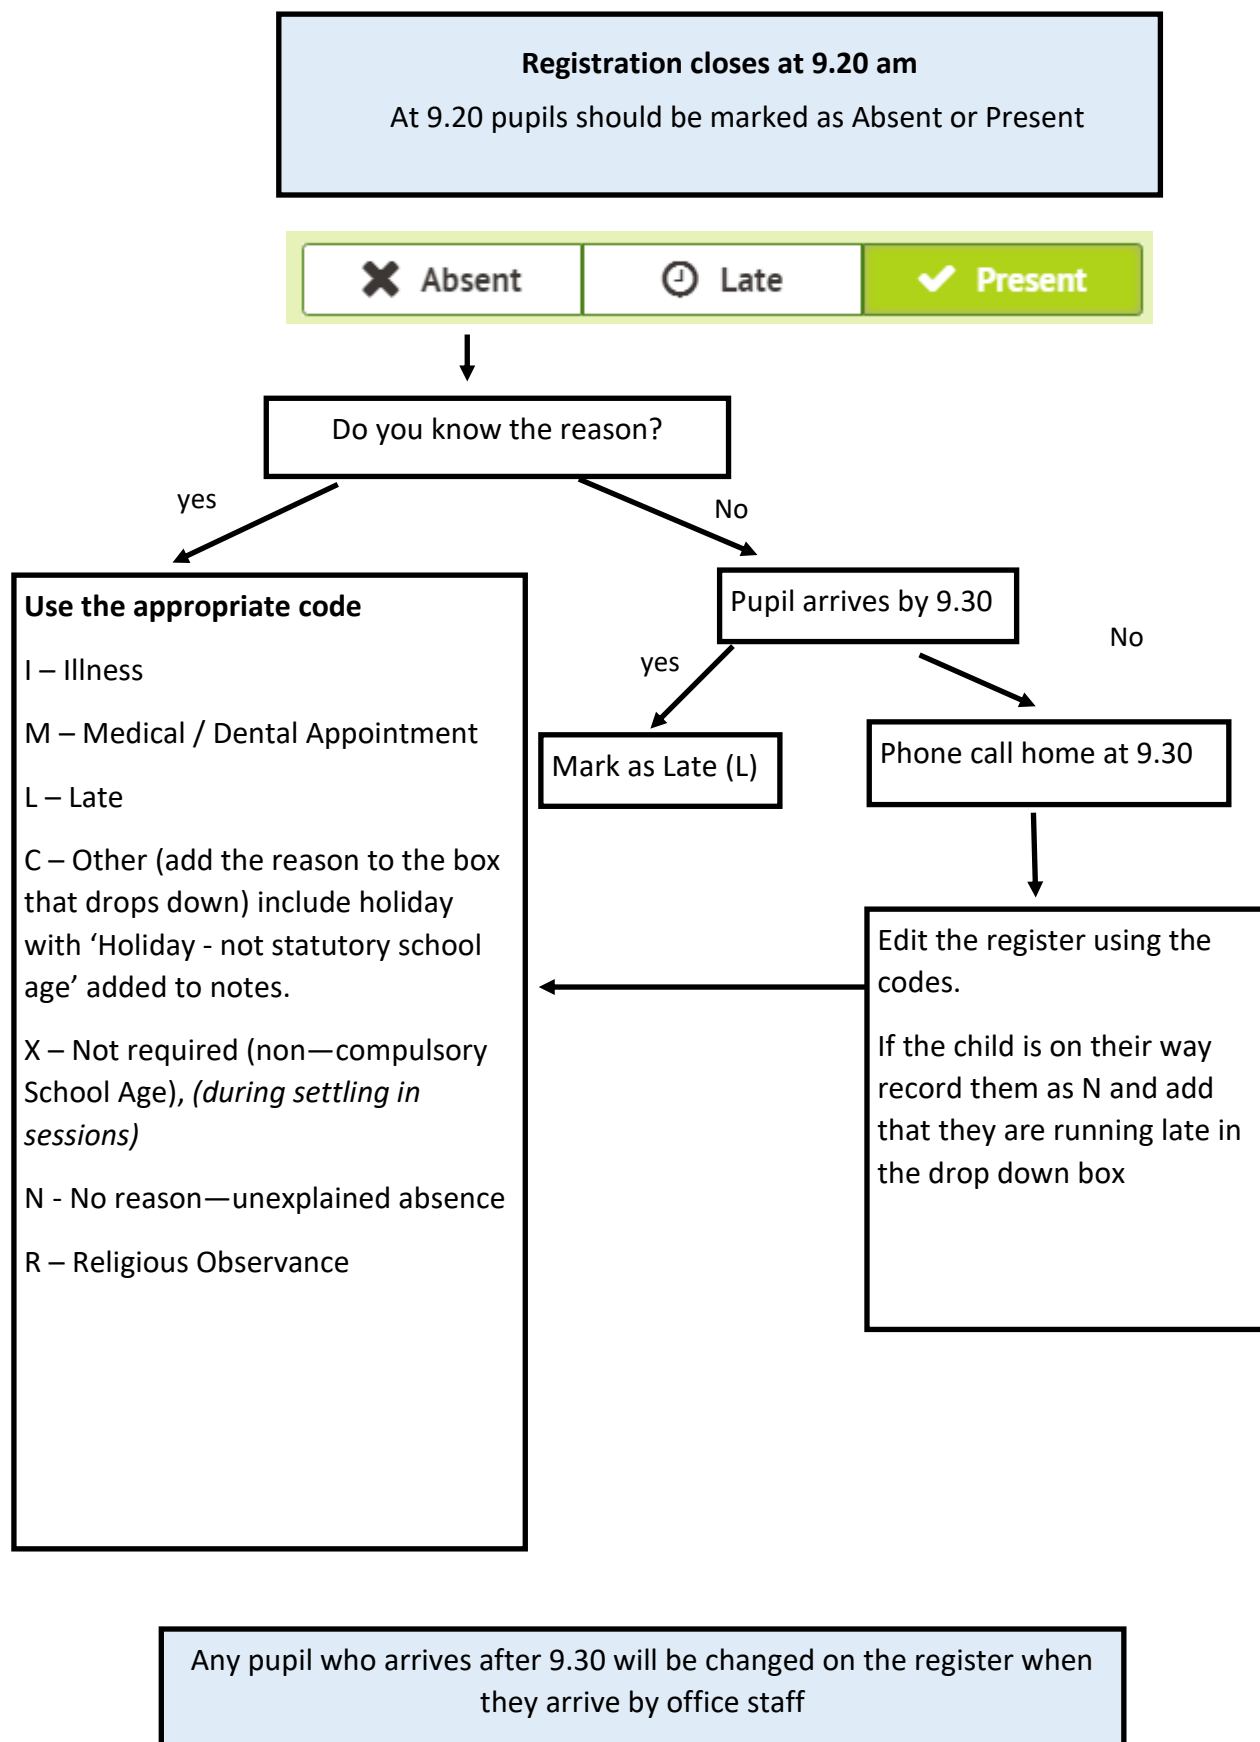 Registration closes at 9.20 am
At 9.20 pupils should be marked as Absent or Present
Absent
Late
Present
Do you know the reason?
yes
No
Use the appropriate code
I – Illness
M – Medical / Dental Appointment
L – Late
C – Other (add the reason to the box
that drops down) include holiday
with ‘Holiday - not statutory school
age’ added to notes.
X – Not required (non—compulsory
School Age), (during settling in
sessions)
N - No reason—unexplained absence
R – Religious Observance
Pupil arrives by 9.30
yes
No
Mark as Late (L)
Phone call home at 9.30
Edit the register using the
codes.
If the child is on their way
record them as N and add
that they are running late in
the drop down box
Any pupil who arrives after 9.30 will be changed on the register when
they arrive by office staff